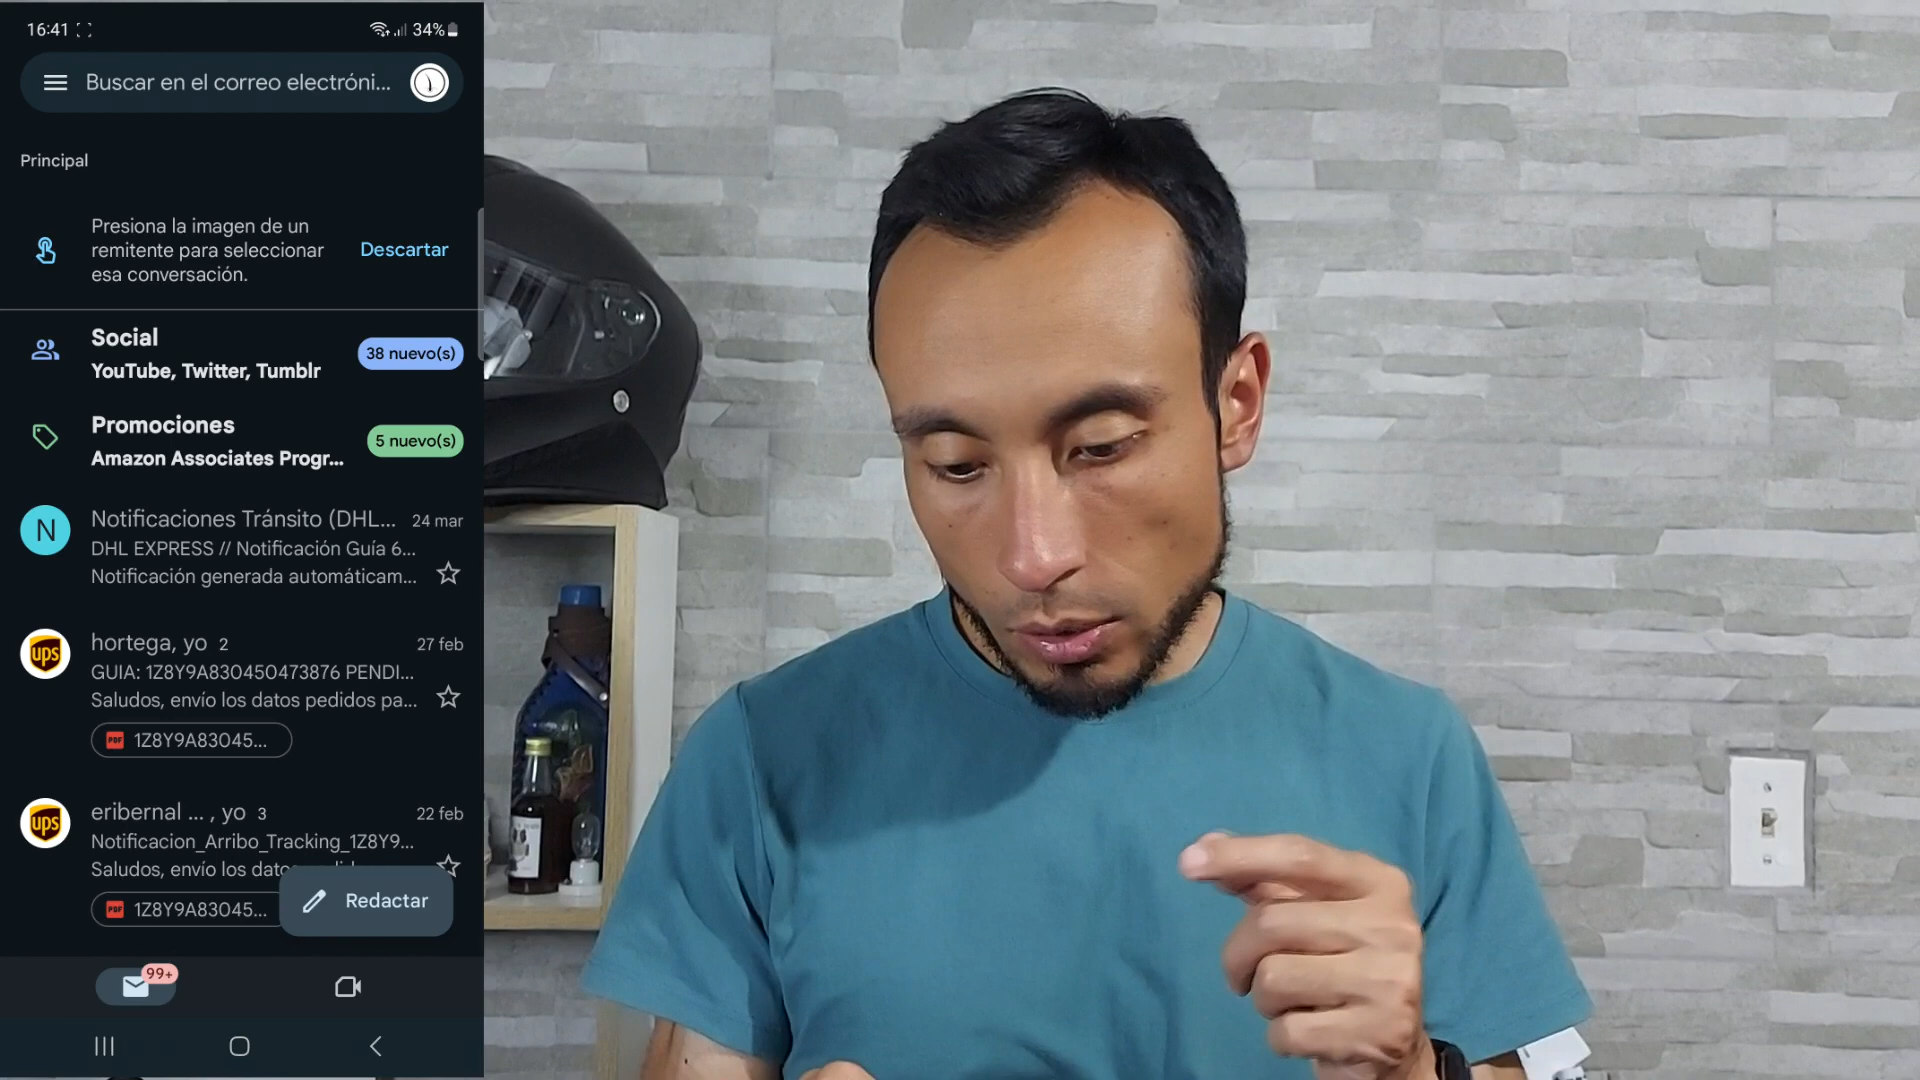 16:41
34%
Buscar en el correo electróni...
Principal
Presiona la imagen de un
remitente para seleccionar
esa conversación.
Descartar
Social
38 nuevo(s)
YouTube, Twitter, Tumblr
Promociones
5 nuevo(s)
Amazon Associates Progr...
N
Notificaciones Tránsito (DHL...
24 mar
DHL EXPRESS // Notificación Guía 6...
Notificación generada automáticam...
ups
hortega, yo 2
27 feb
GUIA: 1Z8Y9A830450473876 PENDI...
Saludos, envío los datos pedidos pa...
PDF 1Z8Y9A83045...
ups
eribernal ... , yo 3
22 feb
Notificacion_Arribo_Tracking_1Z8Y9...
Saludos, envío los datos
PDF 1Z8Y9A83045...
Redactar
99+